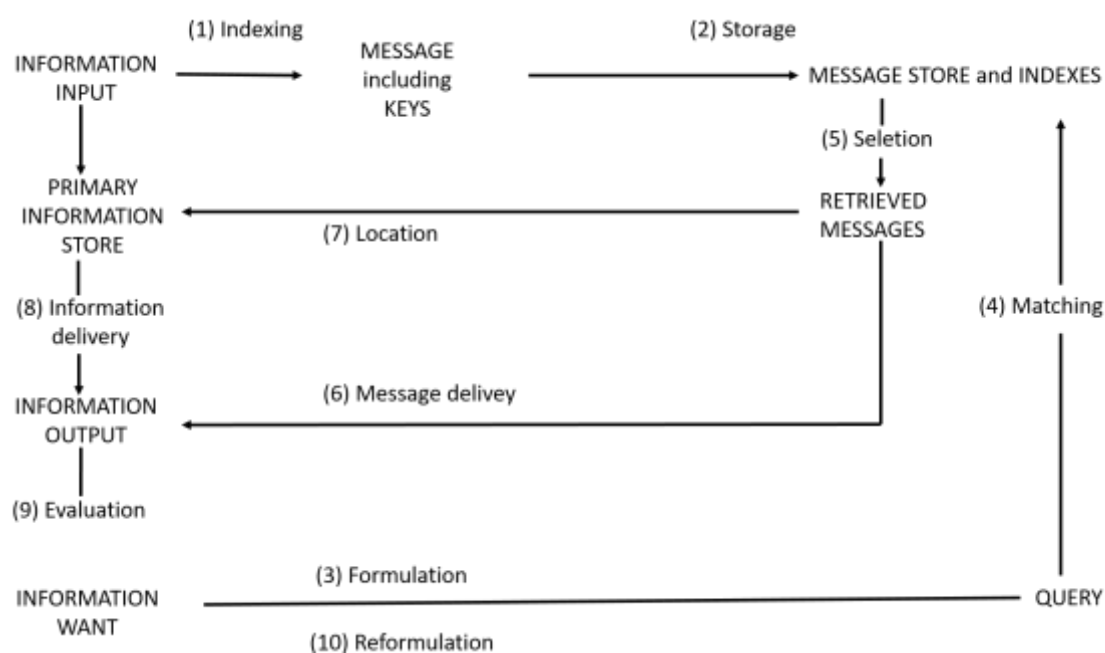 (1) Indexing
(2) Storage
INFORMATION
INPUT
MESSAGE
including
KEYS
MESSAGE STORE and INDEXES
(5) Seletion
PRIMARY
INFORMATION
STORE
RETRIEVED
MESSAGES
(7) Location
(8) Information
delivery
(4) Matching
(6) Message delivey
INFORMATION
OUTPUT
(9) Evaluation
(3) Formulation
INFORMATION
WANT
QUERY
(10) Reformulation